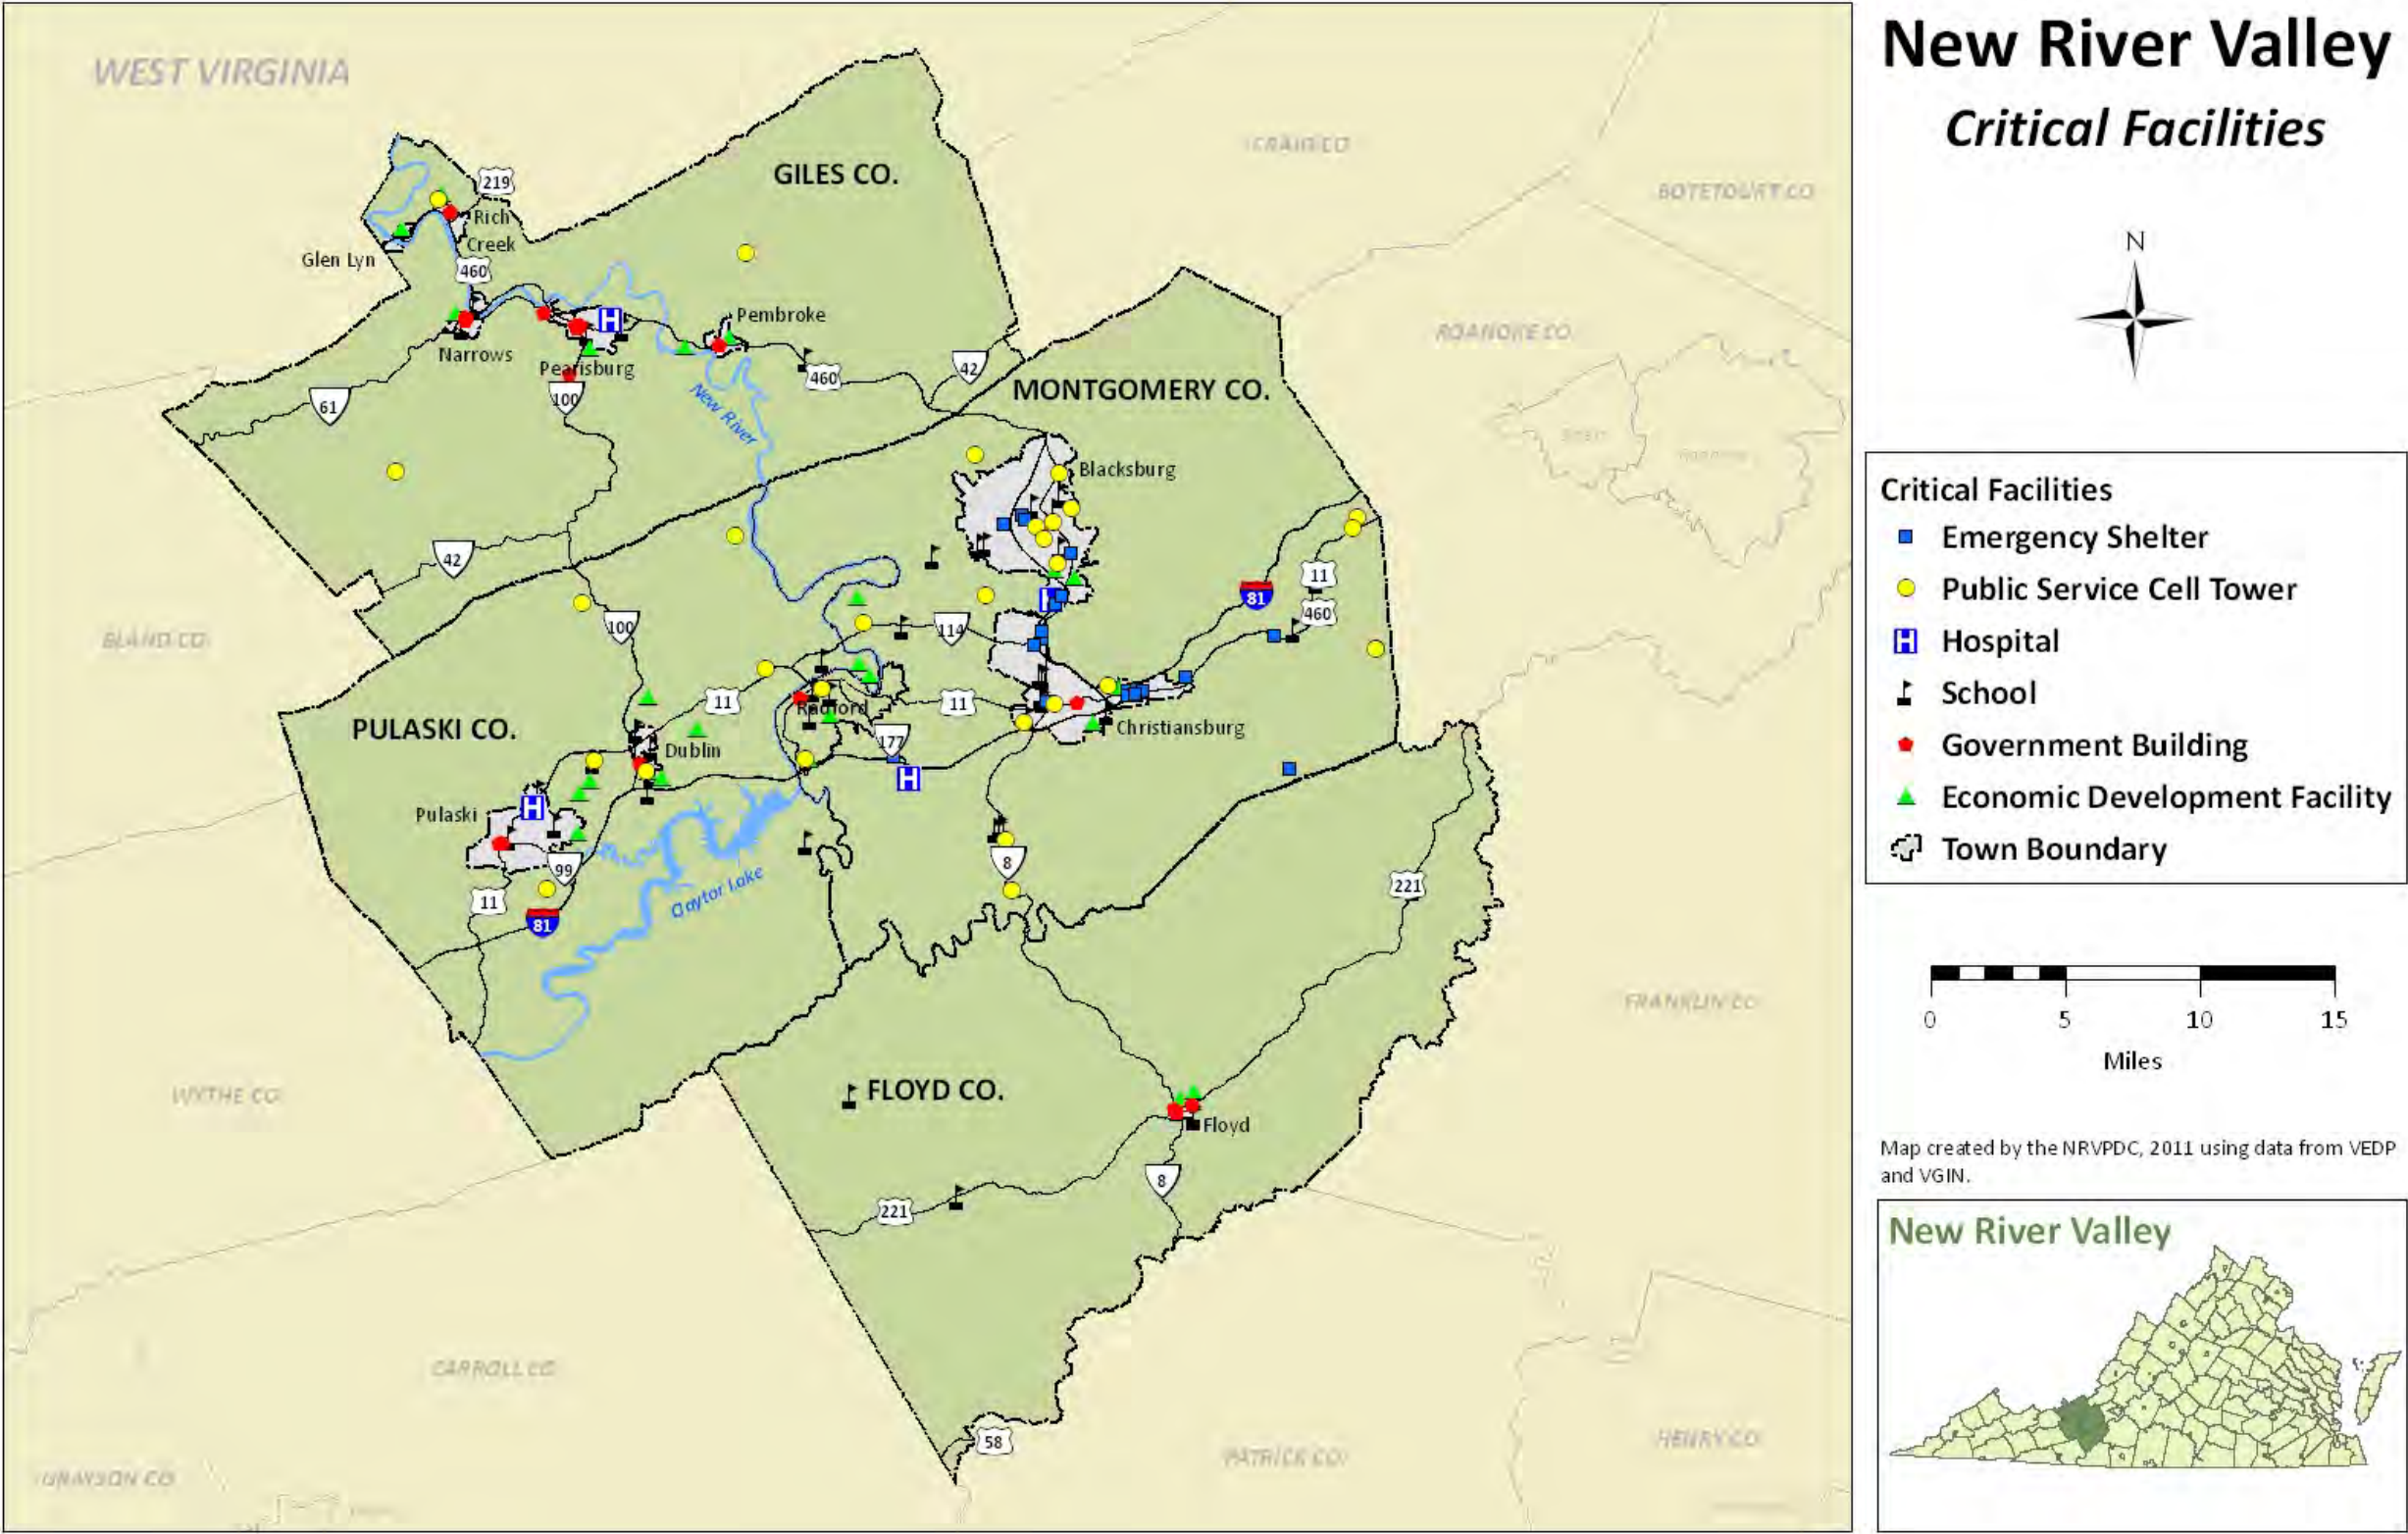 New River Valley
Critical Facilities
WEST VIRGINIA
GILES CO.
CRAIG CO.
BOTETOURT CO.
219
Rich
Creek
Glen Lyn
460
N
ROANOKE CO.
Pembroke
Narrows
Pearisburg
460
42
61
100
New River
MONTGOMERY CO.
Blacksburg
Critical Facilities
Emergency Shelter
Public Service Cell Tower
H Hospital
School
Government Building
Economic Development Facility
Town Boundary
42
H
H
H
H
81
11
460
BLAND CO.
100
114
11
11
PULASKI CO.
Radford
177
Dublin
Christiansburg
Pulaski
99
8
11
81
Claytor Lake
221
0 5 10 15
Miles
FRANKLIN CO.
WYTHE CO.
FLOYD CO.
Floyd
8
221
Map created by the NRVPDC, 2011 using data from VEDP
and VGIN.
New River Valley
CARROLL CO.
58
PATRICK CO.
HENRY CO.
GRAYSON CO.